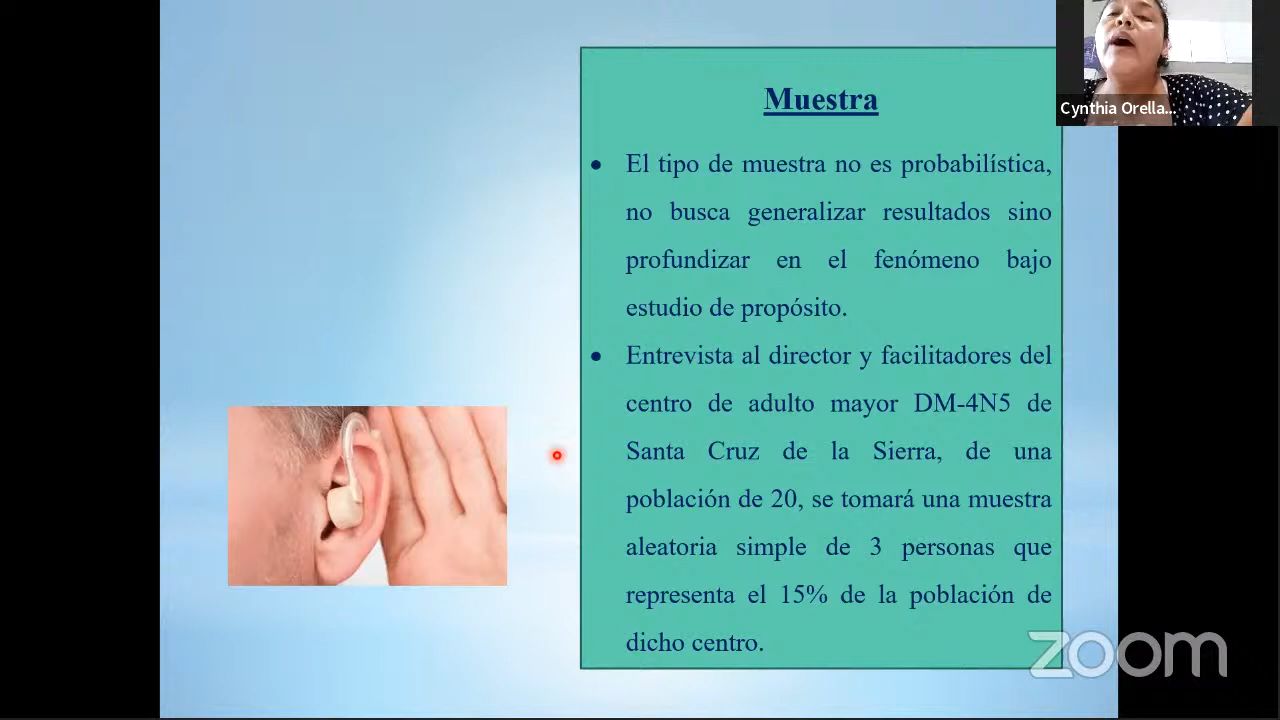 Muestra
El tipo de muestra no es probabilística,
no busca generalizar resultados sino
profundizar en el fenómeno bajo
estudio de propósito.
Entrevista al director y facilitadores del
centro de adulto mayor DM-4N5 de
Santa Cruz de la Sierra, de una
población de 20, se tomará una muestra
aleatoria simple de 3 personas que
representa el 15% de la población de
dicho centro.
Cynthia Orella...
zoom